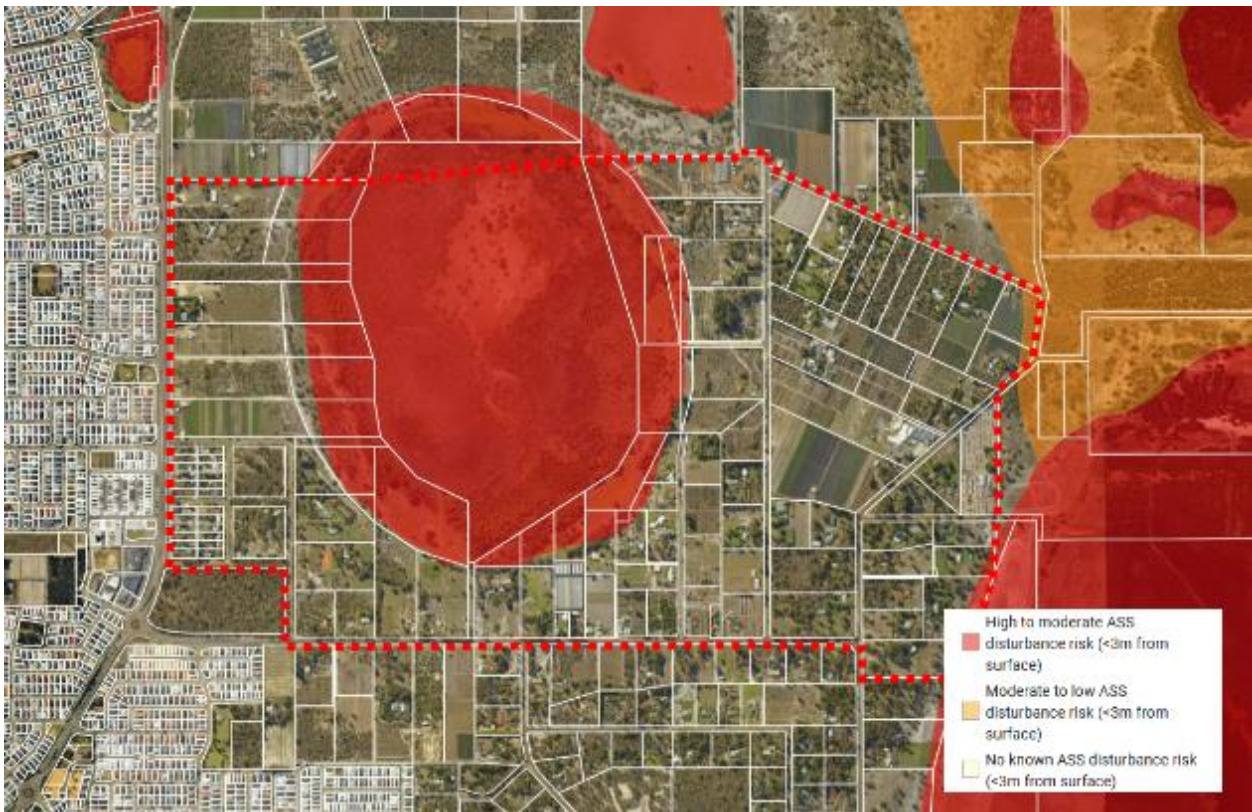 High to moderate ASS
disturbance risk (<3m from
surface)
Moderate to low ASS
disturbance risk (<3m from
surface)
No known ASS disturbance risk
(<3m from surface)